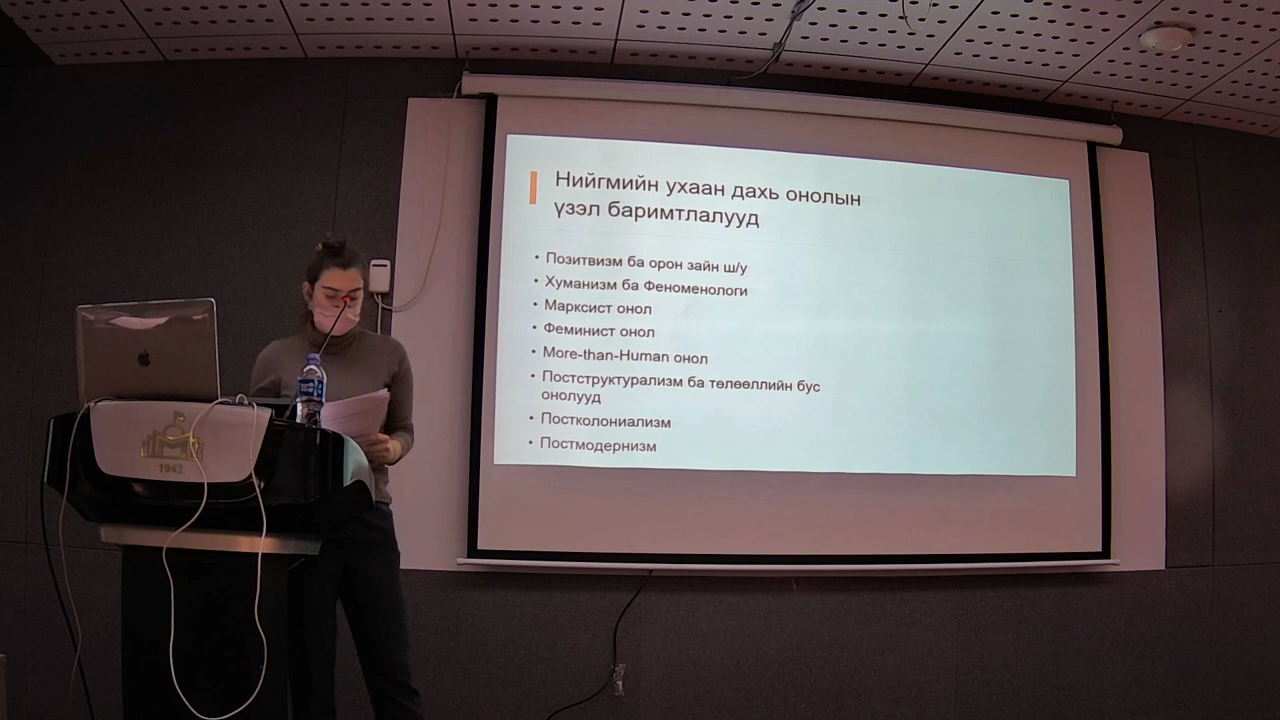 Нийгмийн ухаан дахь онолын
үзэл баримтлалууд
• Позитвизм ба орон зайн ш/у
• Хуманизм ба Феноменологи
• Марксист онол
• Феминист онол
• More-than-Human онол
• Постструктурализм ба төлөөллийн бус
онолууд
• Постколониализм
• Постмодернизм
1942